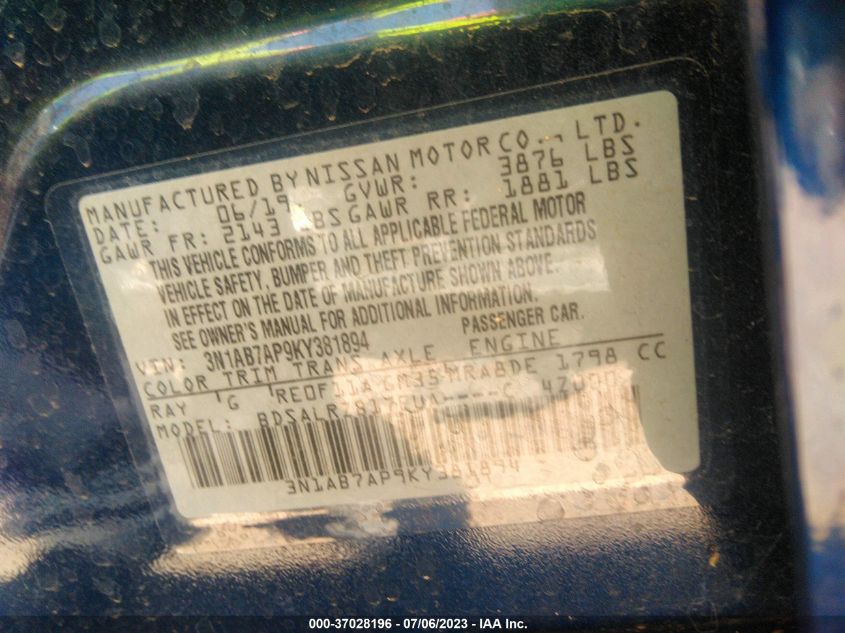 MANUFACTURED BY NISSAN MOTOR CO., LTD.
DATE: 06/19 GVWR: 3876 LBS
GAWR FR: 2143 LBS GAWR RR: 1881 LBS
THIS VEHICLE CONFORMS TO ALL APPLICABLE FEDERAL MOTOR
VEHICLE SAFETY, BUMPER AND THEFT PREVENTION STANDARDS
IN EFFECT ON THE DATE OF MANUFACTURE SHOWN ABOVE.
SEE OWNER'S MANUAL FOR ADDITIONAL INFORMATION.
VIN: 3N1AB7AP9KY381894 PASSENGER CAR.
COLOR TRIM TRANS AXLE ENGINE
RAY G RE0F11A GM35 MRA8DE 1798 CC
MODEL:
3N1AB7AP9KY381894
000-37028196 - 07/06/2023 - IAA Inc.